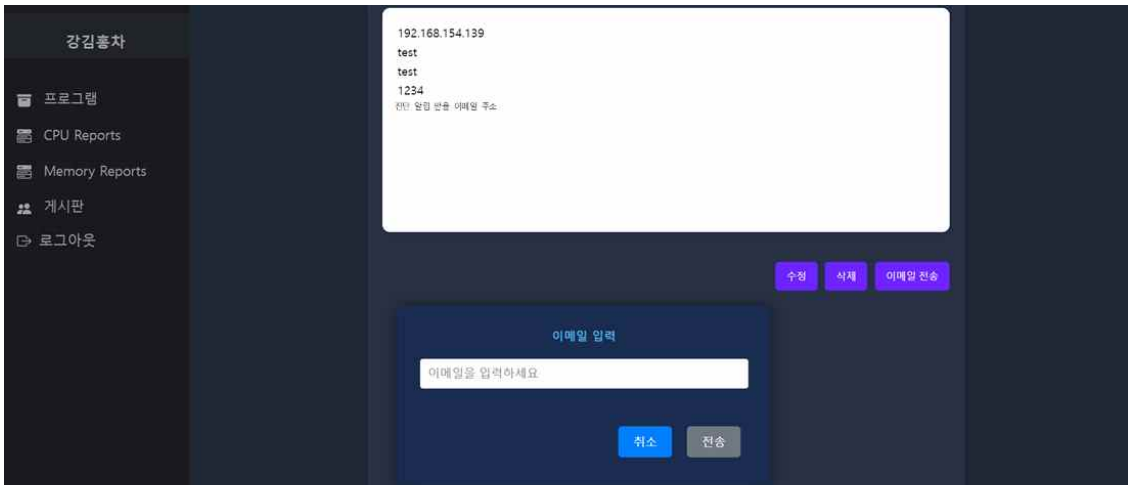 강김홍차
프로그램
CPU Reports
Memory Reports
게시판
로그아웃
192.168.154.139
test
test
1234
진단 알림 받을 이메일 주소
수정 삭제 이메일 전송
이메일 입력
이메일을 입력하세요
취소 전송